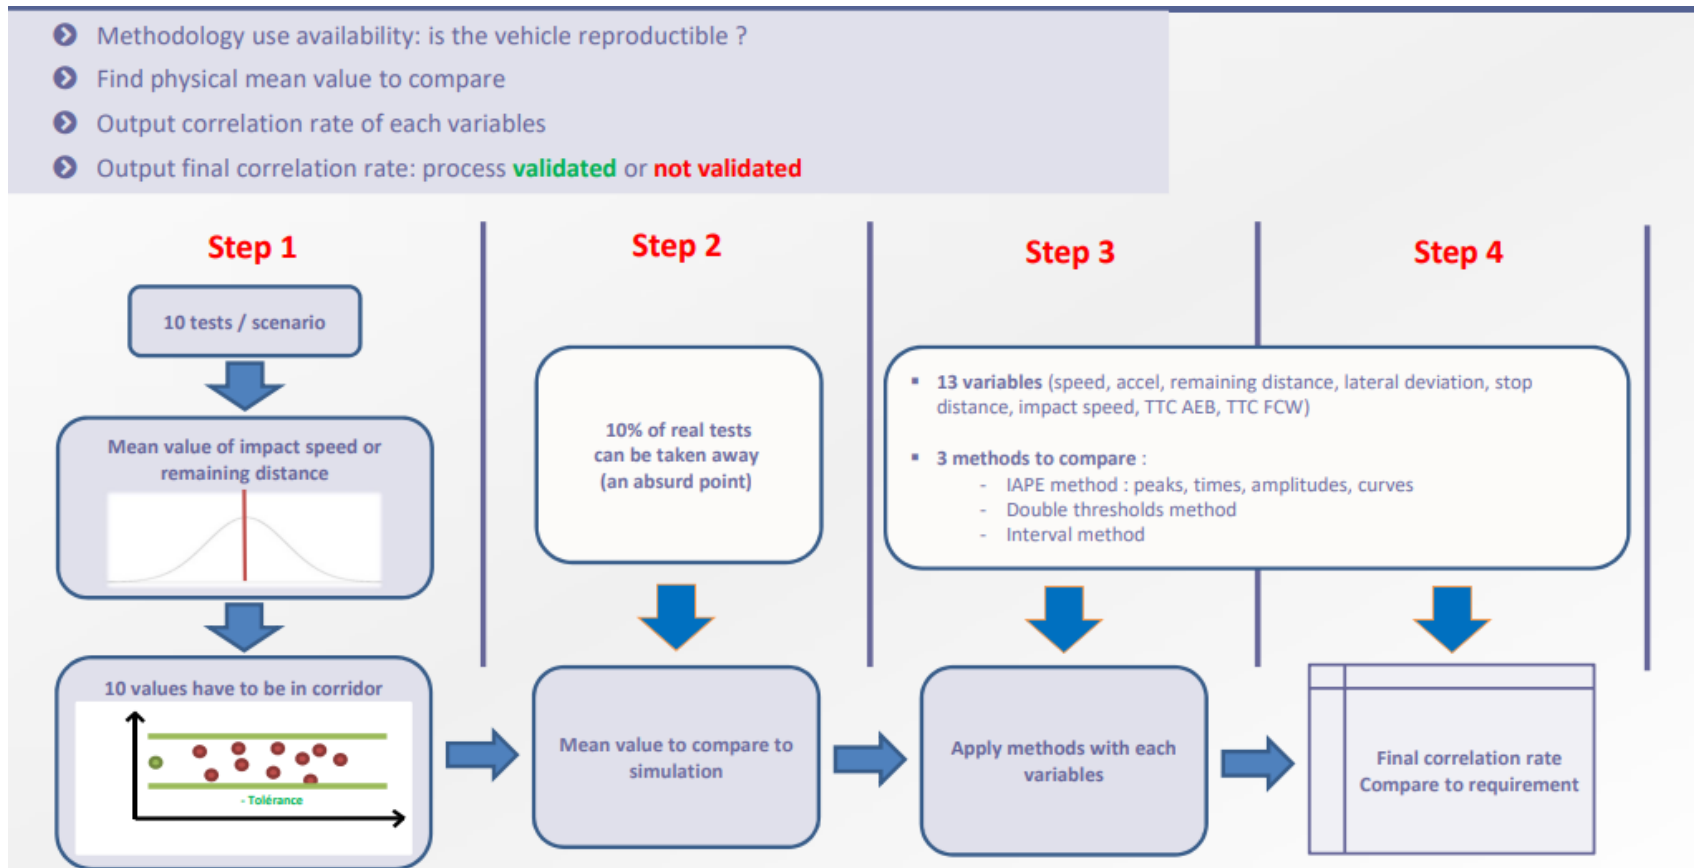 Methodology use availability: is the vehicle reproductible ?
Find physical mean value to compare
Output correlation rate of each variables
Output final correlation rate: process validated or not validated
Step 1
10 tests / scenario
Mean value of impact speed or
remaining distance
10 values have to be in corridor
- Tolérance
Step 2
10% of real tests
can be taken away
(an absurd point)
Mean value to compare to
simulation
Step 3
Step 4
13 variables (speed, accel, remaining distance, lateral deviation, stop
distance, impact speed, TTC AEB, TTC FCW)
3 methods to compare :
- IAPE method : peaks, times, amplitudes, curves
- Double thresholds method
- Interval method
Apply methods with each
variables
Final correlation rate
Compare to requirement